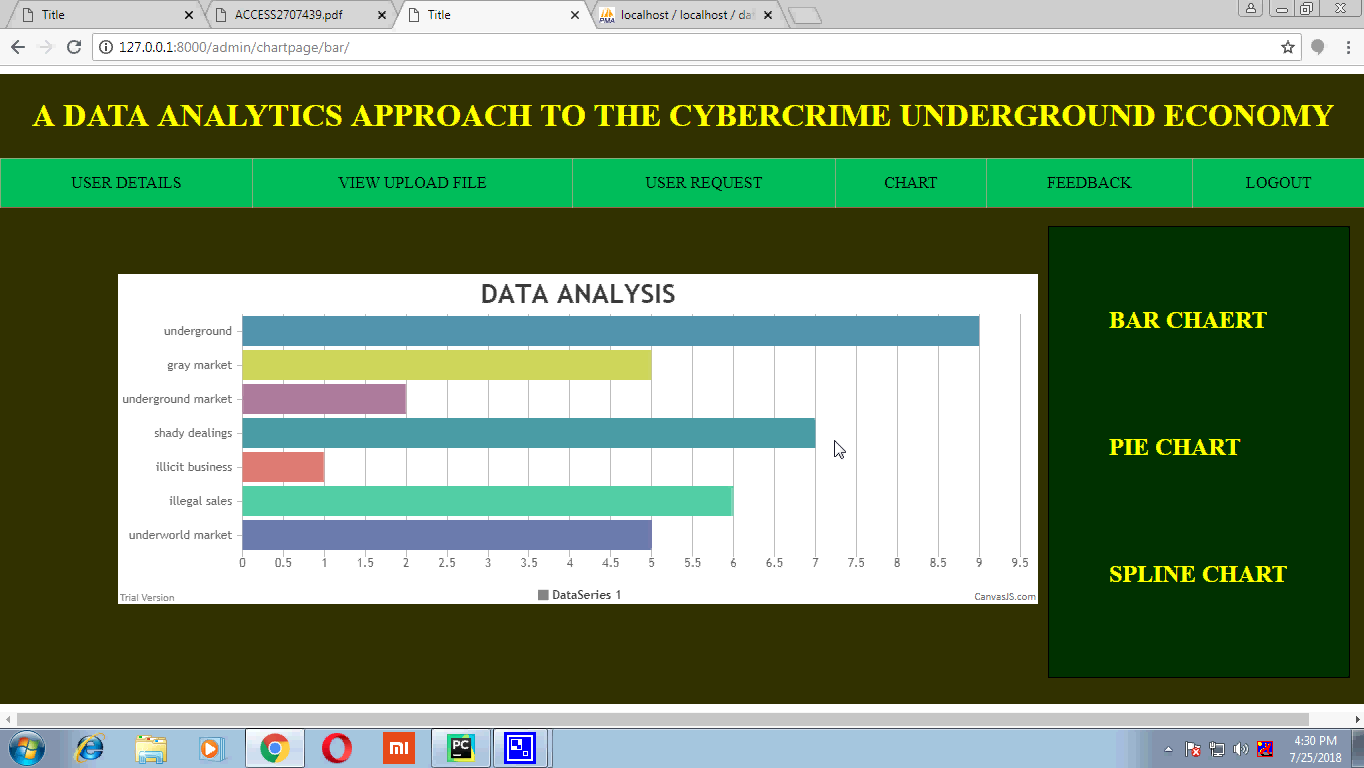 Title
ACCESS2707439.pdf
Title
localhost / localhost / da
127.0.0.1:8000/admin/chartpage/bar/
A DATA ANALYTICS APPROACH TO THE CYBERCRIME UNDERGROUND ECONOMY
USER DETAILS
VIEW UPLOAD FILE
USER REQUEST
CHART
FEEDBACK
LOGOUT
DATA ANALYSIS
underground
gray market
underground market
shady dealings
illicit business
illegal sales
underworld market
0 0.5 1 1.5 2 2.5 3 3.5 4 4.5 5 5.5 6 6.5 7 7.5 8 8.5 9 9.5
DataSeries 1
Trial Version
CanvasJS.com
BAR CHAERT
PIE CHART
SPLINE CHART
PMA
mi
PC
4:30 PM
7/25/2018